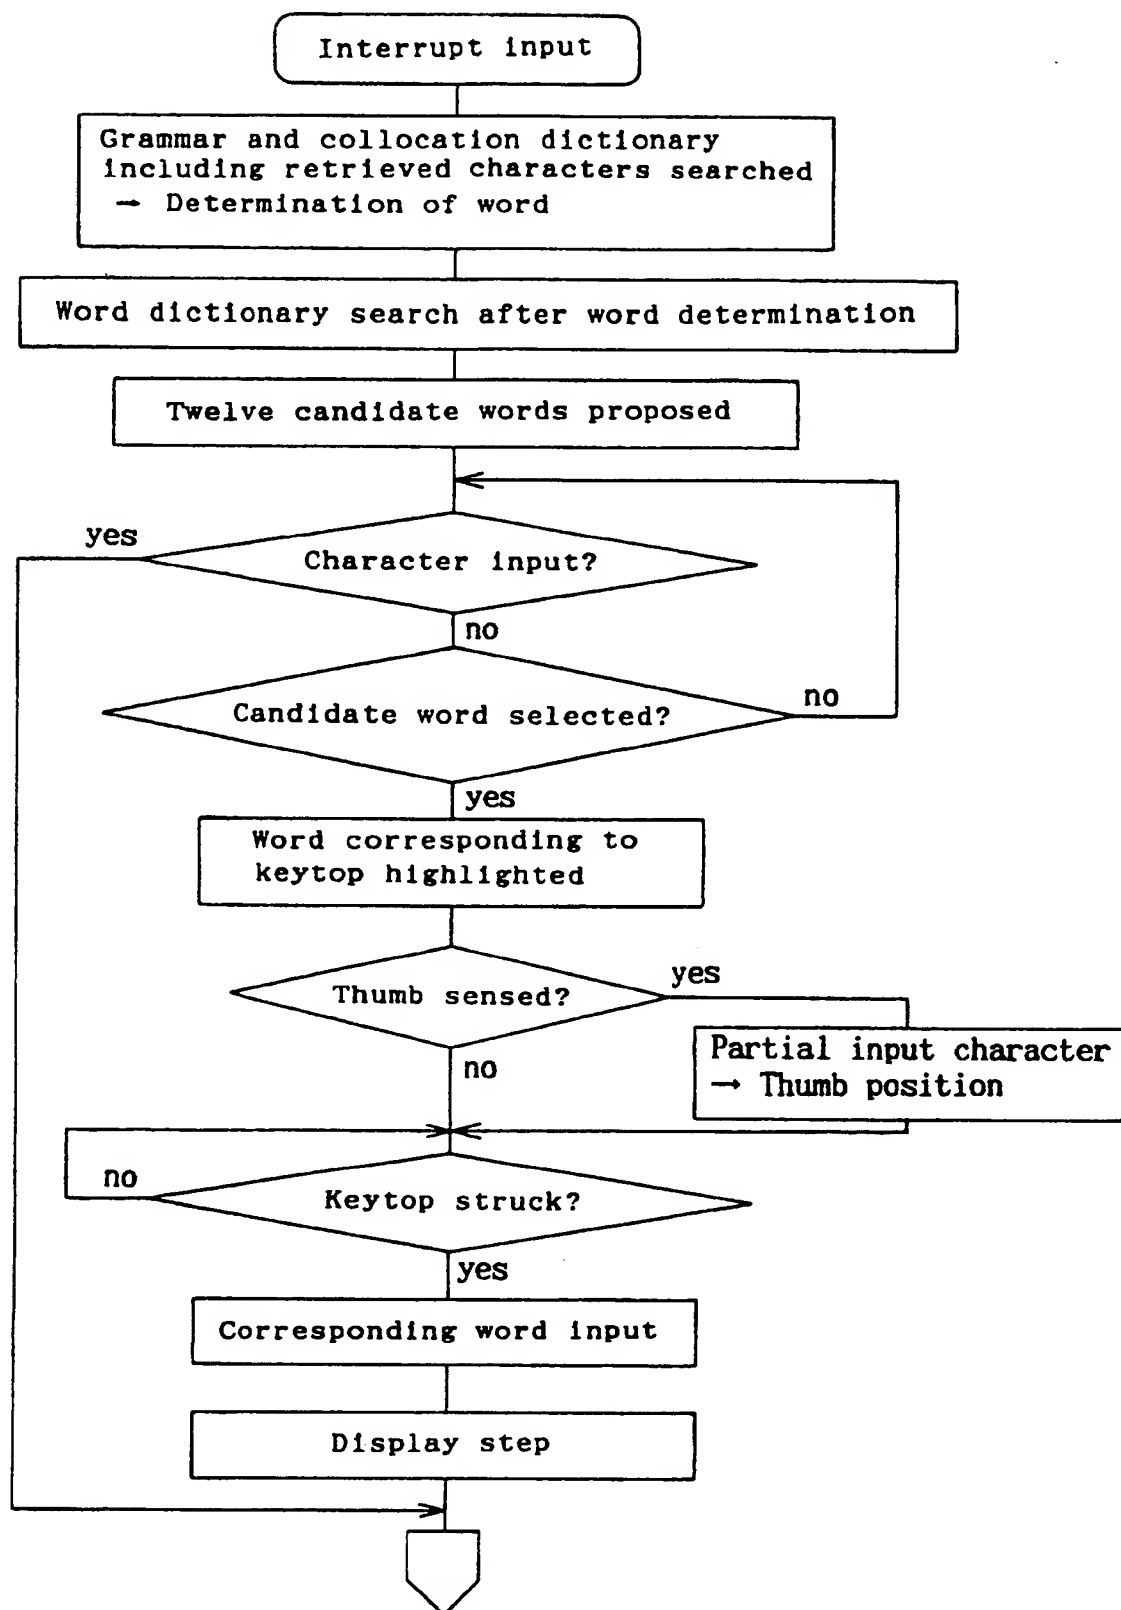 Interrupt input
Grammar and collocation dictionary
including retrieved characters searched
→ Determination of word
Word dictionary search after word determination
Twelve candidate words proposed
yes
Character input?
no
Candidate word selected?
no
yes
Word corresponding to
keytop highlighted
Thumb sensed?
yes
no
Partial input character
→ Thumb position
no
Keytop struck?
yes
Corresponding word input
Display step